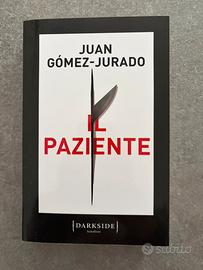 JUAN
GÓMEZ-JURADO
IL
PAZIENTE
[DARKSIDE]
subito